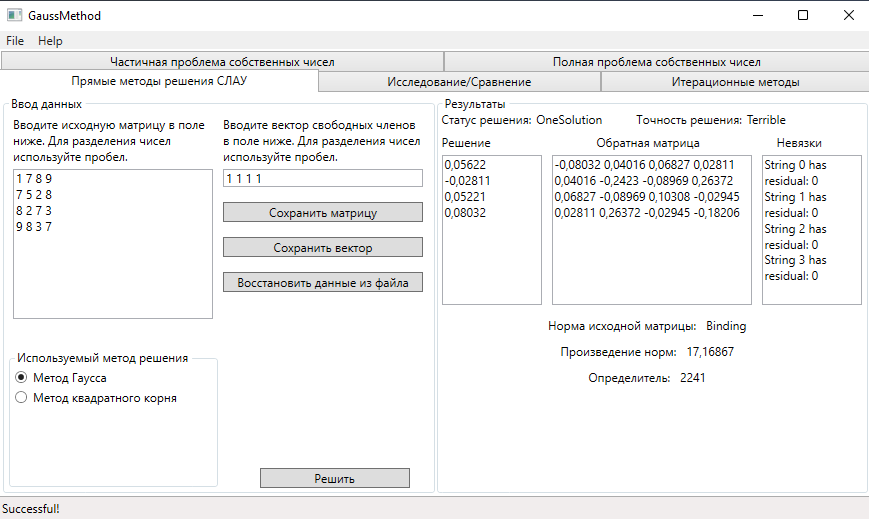 GaussMethod
File Help
Частичная проблема собственных чисел
Полная проблема собственных чисел
Прямые методы решения СЛАУ
Исследование/Сравнение
Итерационные методы
Ввод данных
Вводите исходную матрицу в поле
ниже. Для разделения чисел
используйте пробел.
1 7 8 9
7 5 2 8
8 2 7 3
9 8 3 7
Вводите вектор свободных членов
в поле ниже. Для разделения чисел
используйте пробел.
1 1 1 1
Сохранить матрицу
Сохранить вектор
Восстановить данные из файла
Используемый метод решения
Метод Гаусса
Метод квадратного корня
Решить
Результаты
Статус решения: OneSolution
Точность решения: Terrible
Решение
0,05622
-0,02811
0,05221
0,08032
Обратная матрица
-0,08032 0,04016 0,06827 0,02811
0,04016 -0,2423 -0,08969 0,26372
0,06827 -0,08969 0,10308 -0,02945
0,02811 0,26372 -0,02945 -0,18206
Невязки
String 0 has
residual: 0
String 1 has
residual: 0
String 2 has
residual: 0
String 3 has
residual: 0
Норма исходной матрицы: Binding
Произведение норм: 17,16867
Определитель: 2241
Successful!